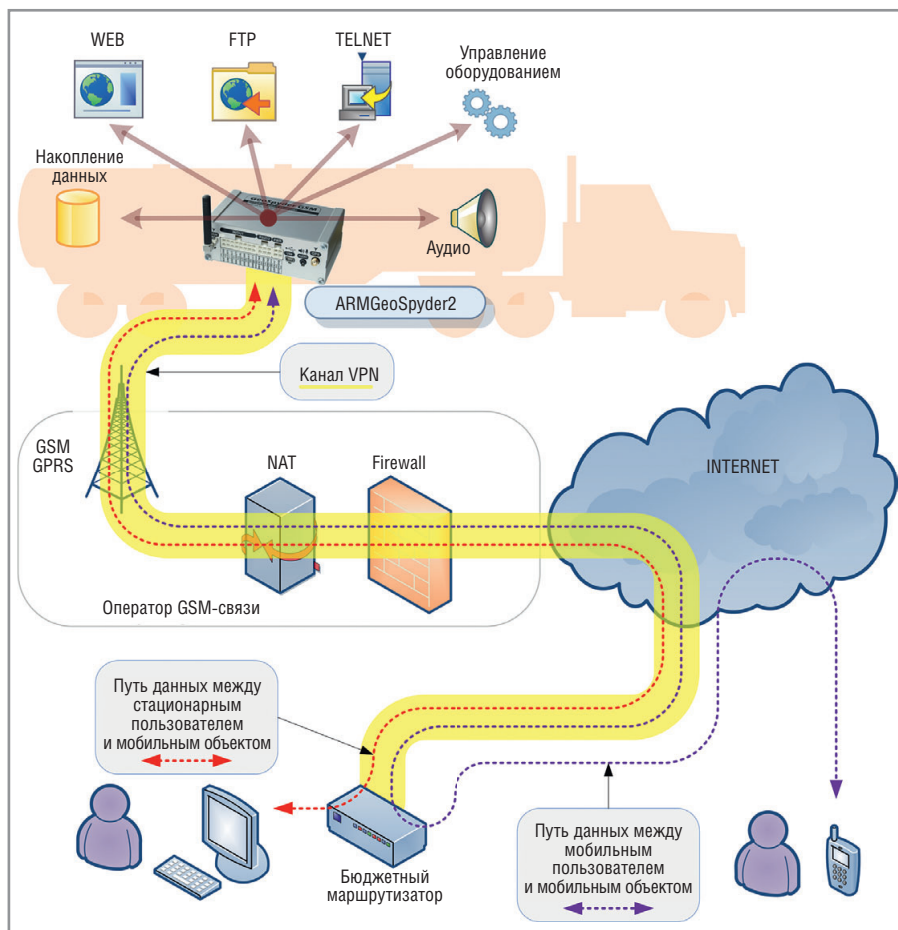 WEB
FTP
TELNET
Управление
оборудованием
Накопление
данных
Аудио
ARMGeoSpyder2
Канал VPN
GSM
GPRS
NAT
Firewall
INTERNET
Оператор GSM-связи
Путь данных между
стационарным
пользователем
и мобильным объектом
Бюджетный
маршрутизатор
Путь данных между
мобильным
пользователем
и мобильным объектом